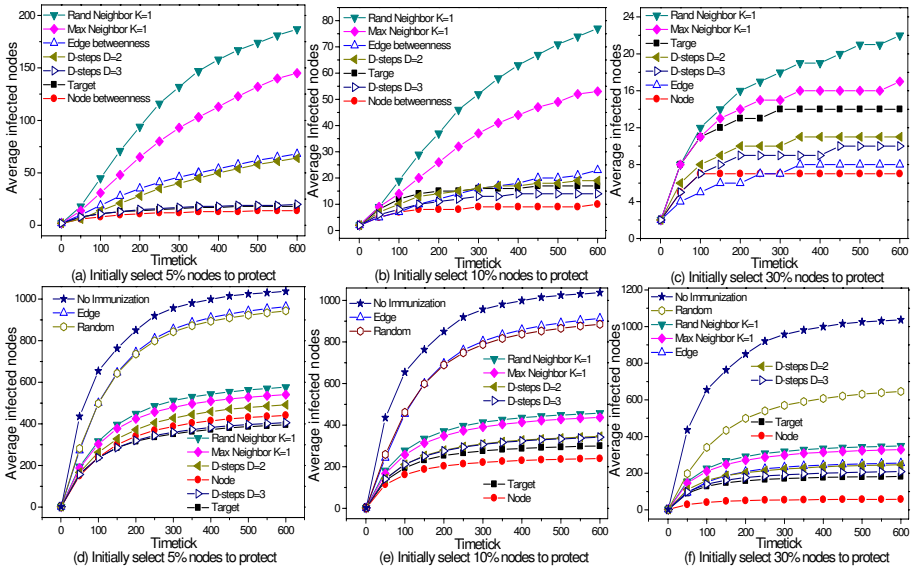 Average infected nodes
200
150
100
50
0
Rand Neighbor K=1
Max Neighbor K=1
Edge betweenness
D-steps D=2
D-steps D=3
Target
Node betweenness
0 100 200 300 400 500 600
Timetick
(a) Initially select 5% nodes to protect
Average Infected nodes
80
60
40
20
0
Rand Neighbor K=1
Max Neighbor K=1
Edge betweenness
D-steps D=2
Targe
D-steps D=3
Node betweenness
0 100 200 300 400 500 600
Timetick
(b) Initially select 10% nodes to protect
Average infected nodes
24
20
16
12
8
4
0
Rand Neighbor K=1
Max Neighbor K=1
Targe
D-steps D=2
D-steps D=3
Edge
Node
0 100 200 300 400 500 600
Timetick
(c) Initially select 30% nodes to protect
Average infected nodes
1000
800
600
400
200
0
No Immunization
Edge
Random
Rand Neighbor K=1
Max Neighbor K=1
D-steps D=2
Node
D-steps D=3
Target
0 100 200 300 400 500 600
Timetick
(d) Initially select 5% nodes to protect
Average infected nodes
1000
800
600
400
200
0
No Immunization
Edge
Random
Rand Neighbor K=1
Max Neighbor K=1
D-steps D=2
D-steps D=3
Target
Node
0 100 200 300 400 500 600
Timetick
(e) Initially select 10% nodes to protect
Average infected nodes
1200
1000
800
600
400
200
0
No Immunization
Random
Rand Neighbor K=1
Max Neighbor K=1
Edge
D-steps D=2
D-steps D=3
Target
Node
0 100 200 300 400 500 600
Timetick
(f) Initially select 30% nodes to protect